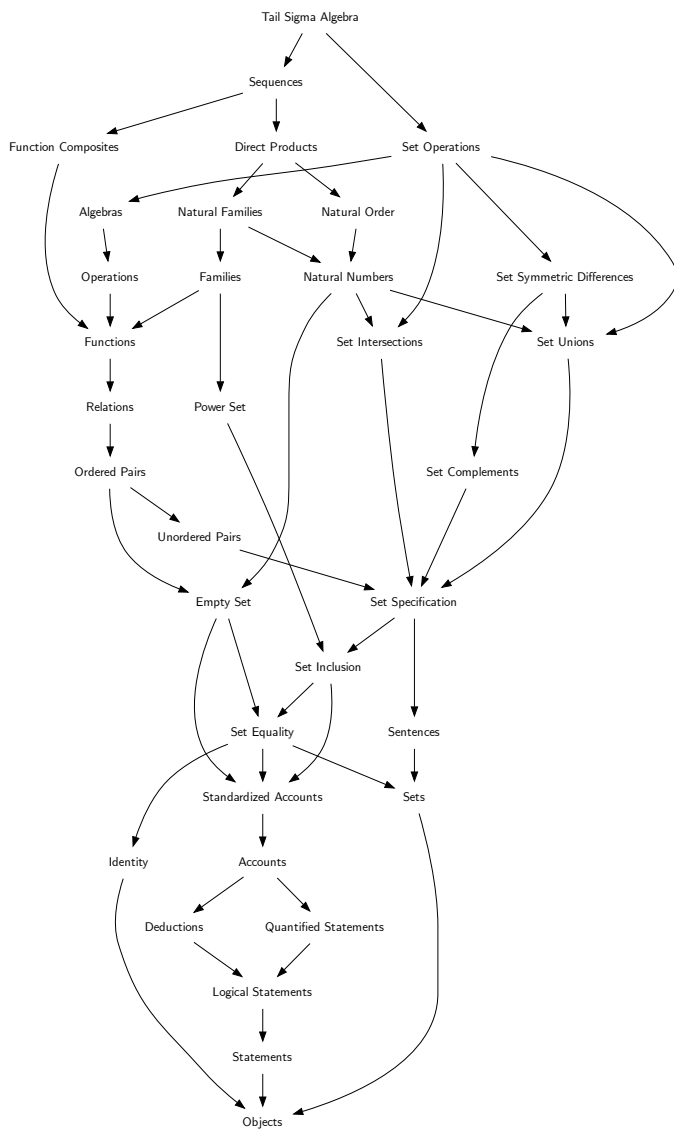 Tail Sigma Algebra
Sequences
Function Composites
Direct Products
Set Operations
Algebras
Natural Families
Natural Order
Operations
Families
Natural Numbers
Set Symmetric Differences
Functions
Set Intersections
Set Unions
Relations
Power Set
Ordered Pairs
Set Complements
Unordered Pairs
Empty Set
Set Specification
Set Inclusion
Set Equality
Sentences
Standardized Accounts
Sets
Identity
Accounts
Deductions
Quantified Statements
Logical Statements
Statements
Objects